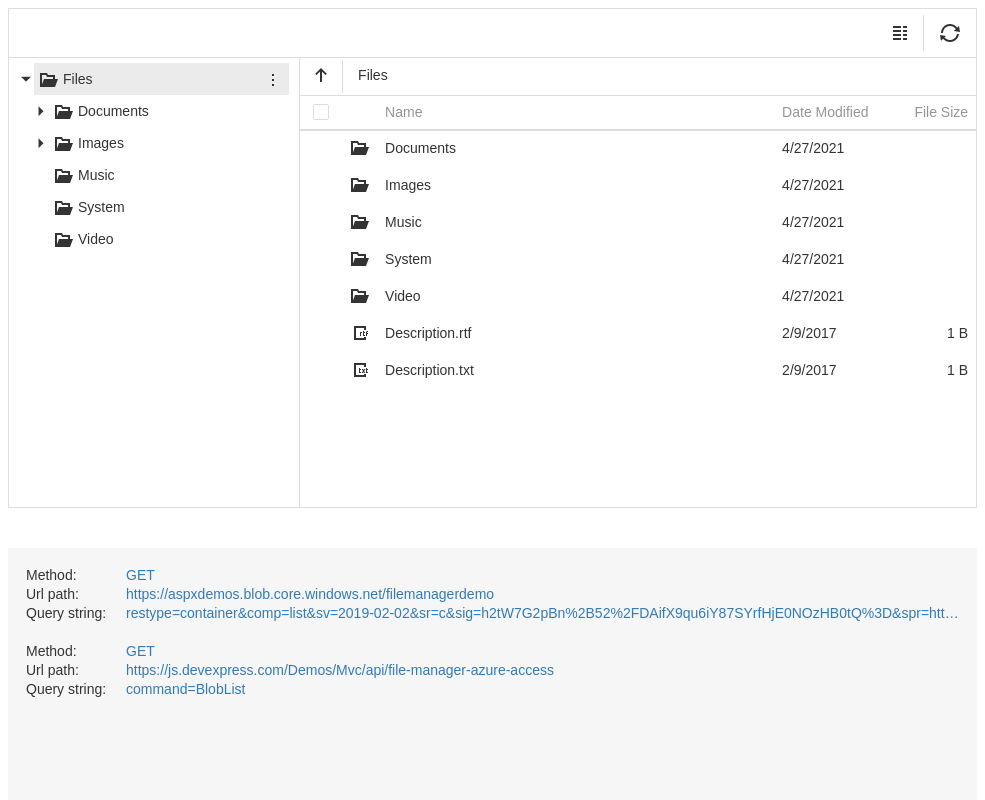 Files
Documents
Images
Music
System
Video
Files
Name Date Modified File Size
Documents 4/27/2021
Images 4/27/2021
Music 4/27/2021
System 4/27/2021
Video 4/27/2021
rtf Description.rtf 2/9/2017 1 B
txt Description.txt 2/9/2017 1 B
Method: GET
Url path: https://aspxdemos.blob.core.windows.net/filemanagerdemo
Query string: restype=container&comp=list&sv=2019-02-02&sr=c&sig=h2tW7G2pBn%2B52%2FDAifX9qu6iY87SYrfHjE0NOzHB0tQ%3D&spr=htt…
Method: GET
Url path: https://js.devexpress.com/Demos/Mvc/api/file-manager-azure-access
Query string: command=BlobList